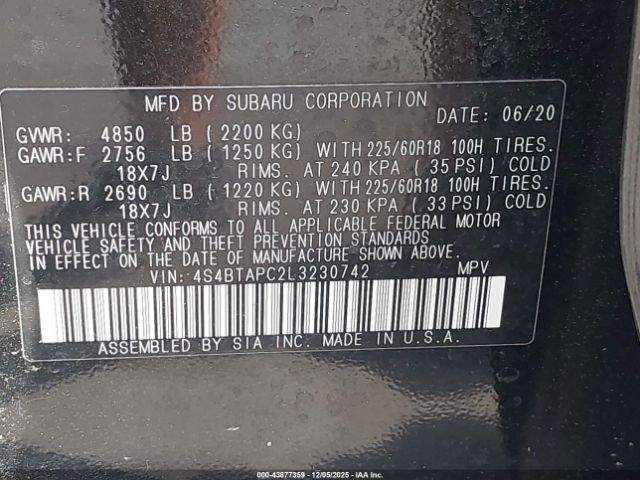 MFD BY SUBARU CORPORATION
DATE: 06/20
GVWR: 4850 LB ( 2200 KG)
GAWR:F 2756 LB ( 1250 KG) WITH 225/60R18 100H TIRES.
18X7J RIMS. AT 240 KPA ( 35 PSI) COLD
GAWR:R 2690 LB ( 1220 KG) WITH 225/60R18 100H TIRES.
18X7J RIMS. AT 230 KPA ( 33 PSI) COLD
THIS VEHICLE CONFORMS TO ALL APPLICABLE FEDERAL MOTOR
VEHICLE SAFETY AND THEFT PREVENTION STANDARDS
IN EFFECT ON THE DATE OF MANUFACTURE SHOWN ABOVE.
VIN: 4S4BTAPC2L3230742 MPV
ASSEMBLED BY SIA INC. MADE IN U.S.A.
000-43877359 - 12/05/2025 - IAA